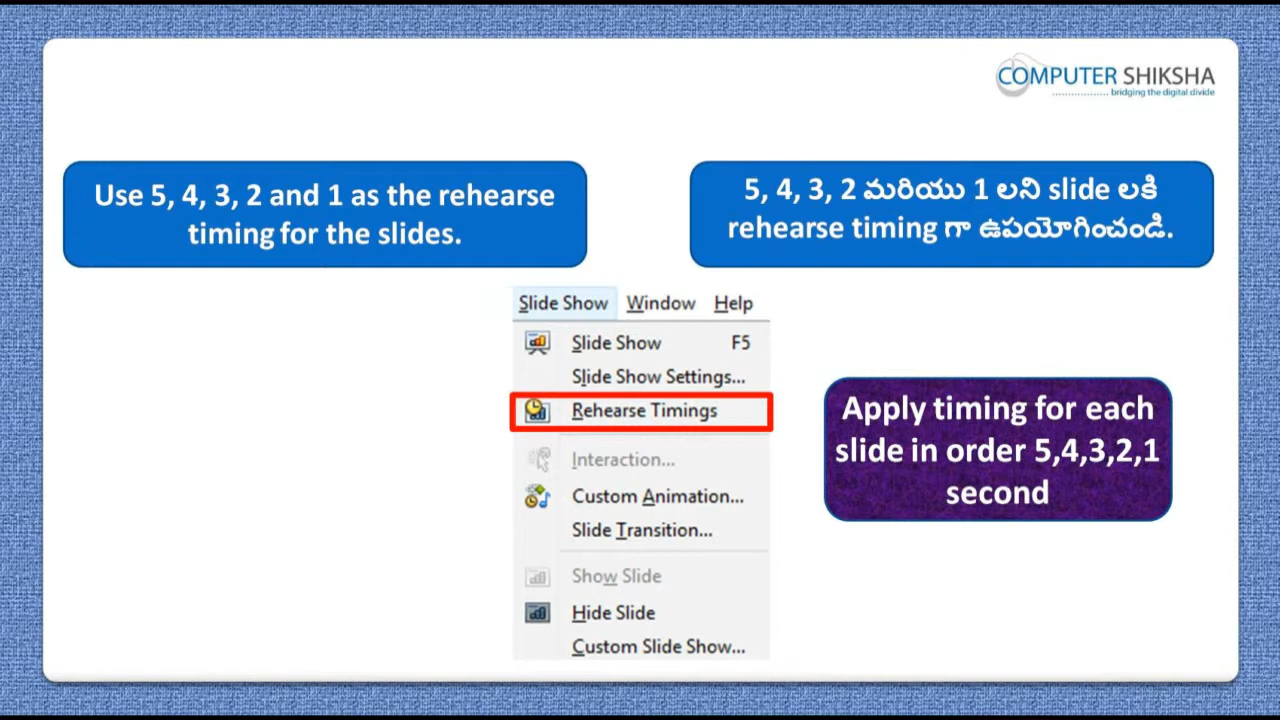 COMPUTER SHIKSHA
bridging the digital divide
Use 5, 4, 3, 2 and 1 as the rehearse
timing for the slides.
5, 4, 3, 2 మరియు 1 లని slide లకి
rehearse timing గా ఉపయోగించండి.
Slide Show Window Help
Slide Show F5
Slide Show Settings...
Rehearse Timings
Interaction...
Custom Animation...
Slide Transition...
Show Slide
Hide Slide
Custom Slide Show...
Apply timing for each
slide in order 5,4,3,2,1
second